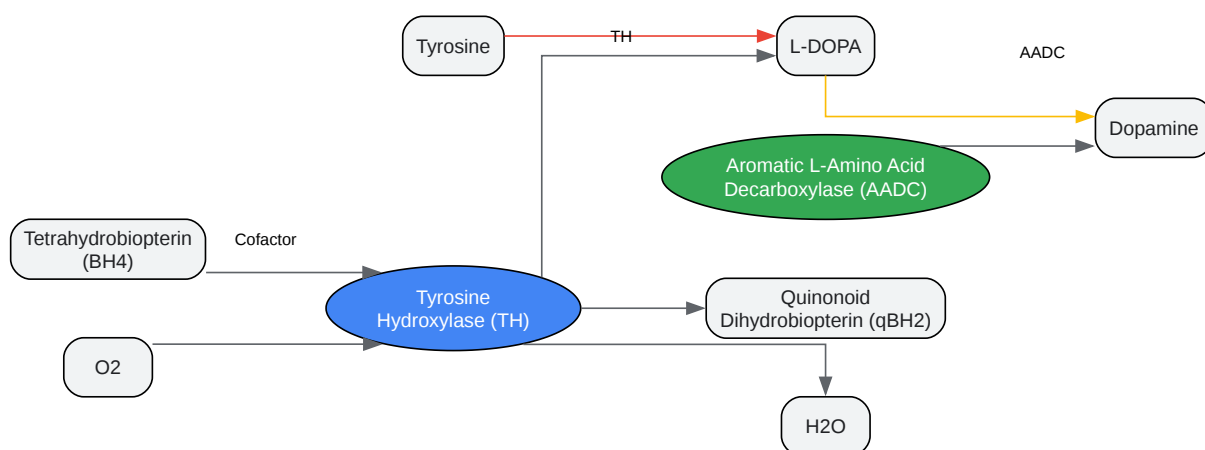 Tyrosine
TH
L-DOPA
AADC
Dopamine
Aromatic L-Amino Acid
Decarboxylase (AADC)
Tetrahydrobiopterin
(BH4)
Cofactor
Tyrosine
Hydroxylase (TH)
Quinonoid
Dihydrobiopterin (qBH2)
O2
H2O